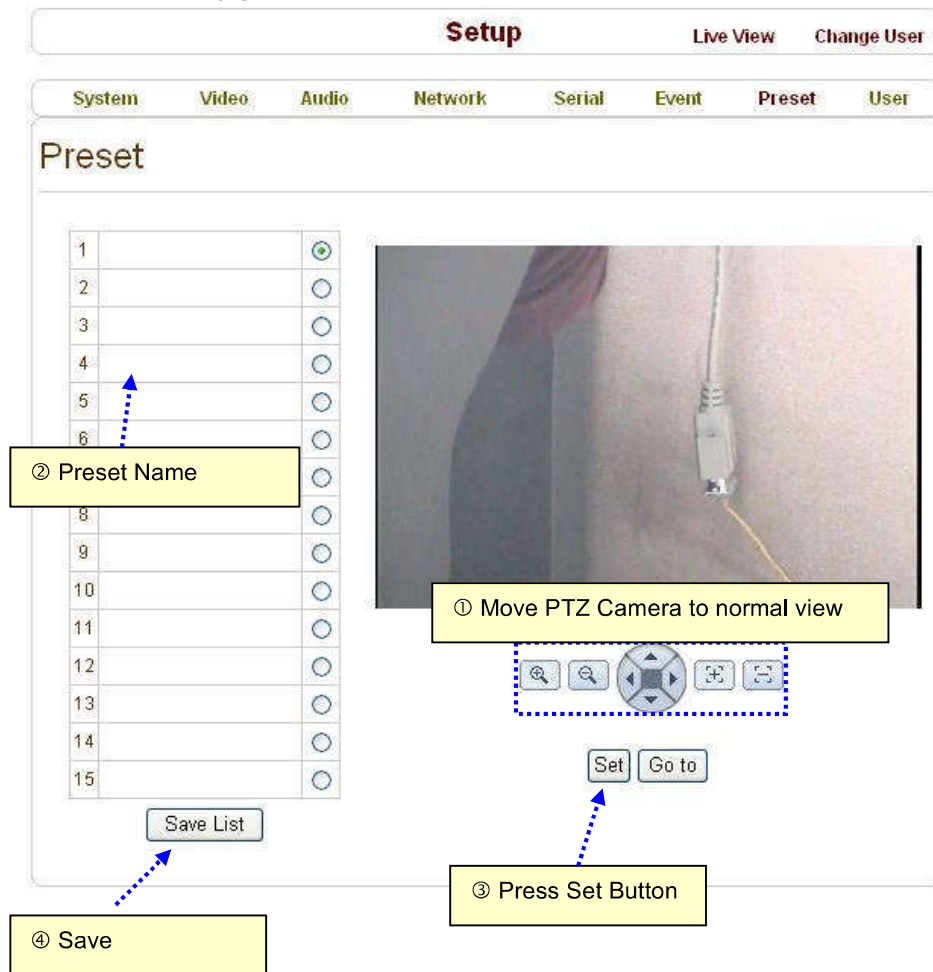 Setup Live View Change User
System Video Audio Network Serial Event Preset User
Preset
1
2
3
4
5
6
② Preset Name
8
9
10
① Move PTZ Camera to normal view
11
12
13
14
Set Go to
15
Save List
③ Press Set Button
④ Save